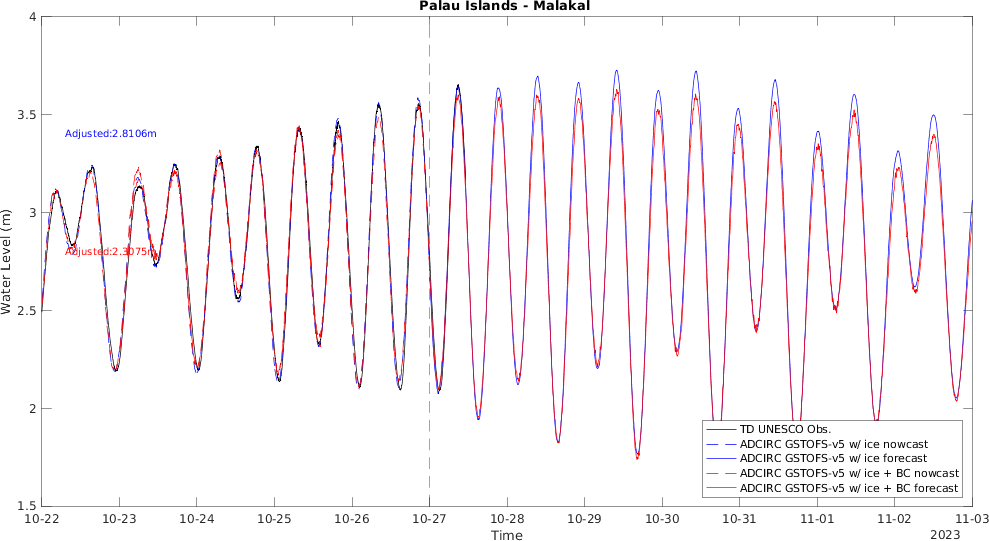 Palau Islands - Malakal
4
3.5
3
2.5
2
1.5
Water Level (m)
Adjusted:2.8106m
Adjusted:2.3075m
TD UNESCO Obs.
ADCIRC GSTOFS-v5 w/ ice nowcast
ADCIRC GSTOFS-v5 w/ ice forecast
ADCIRC GSTOFS-v5 w/ ice + BC nowcast
ADCIRC GSTOFS-v5 w/ ice + BC forecast
10-22 10-23 10-24 10-25 10-26 10-27 10-28 10-29 10-30 10-31 11-01 11-02 11-03
Time
2023